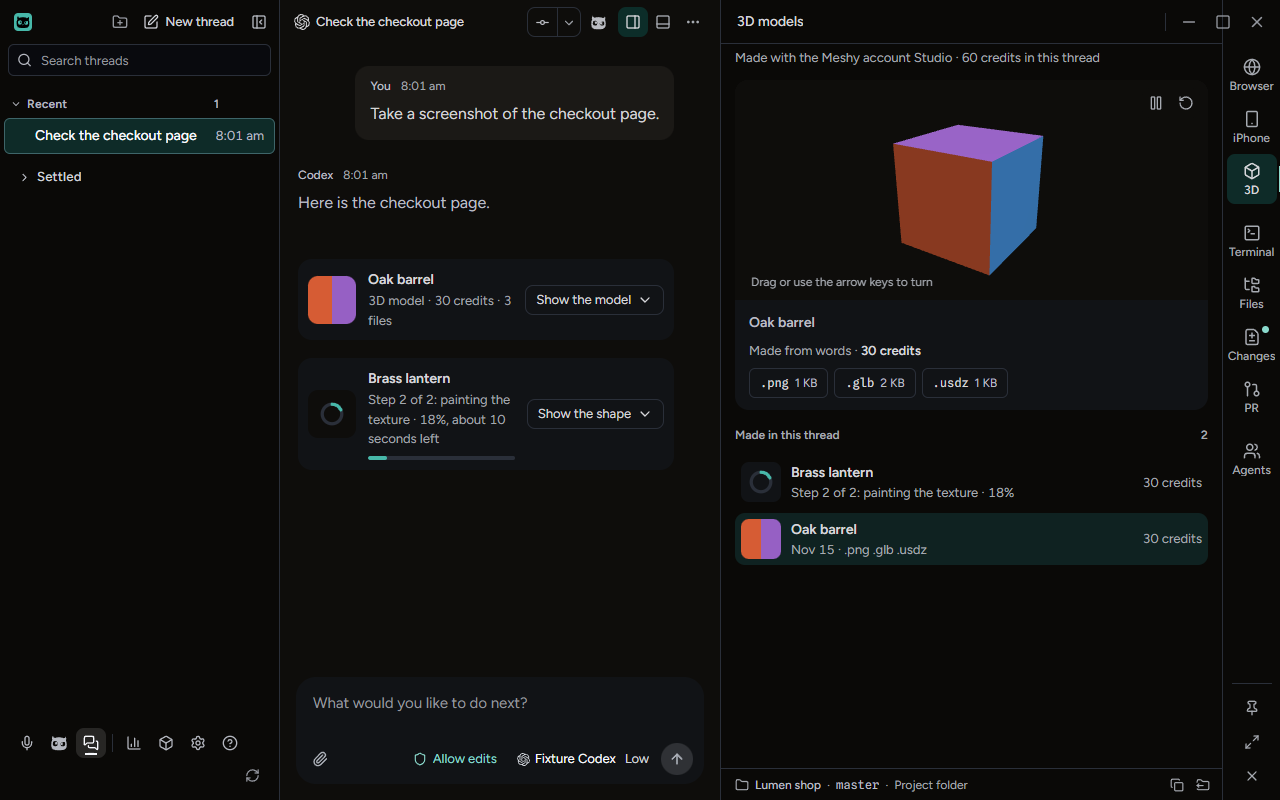 New thread
Search threads
Recent 1
Check the checkout page 8:01 am
Settled
Check the checkout page
You 8:01 am
Take a screenshot of the checkout page.
Codex 8:01 am
Here is the checkout page.
Oak barrel
3D model · 30 credits · 3
files
Show the model
Brass lantern
Step 2 of 2: painting the
texture · 18%, about 10
seconds left
Show the shape
What would you like to do next?
Allow edits
Fixture Codex Low
3D models
Made with the Meshy account Studio · 60 credits in this thread
Drag or use the arrow keys to turn
Oak barrel
Made from words · 30 credits
.png 1 KB
.glb 2 KB
.usdz 1 KB
Made in this thread 2
Brass lantern
Step 2 of 2: painting the texture · 18%
30 credits
Oak barrel
Nov 15 · .png .glb .usdz
30 credits
Lumen shop · master · Project folder
Browser
iPhone
3D
Terminal
Files
Changes
PR
Agents